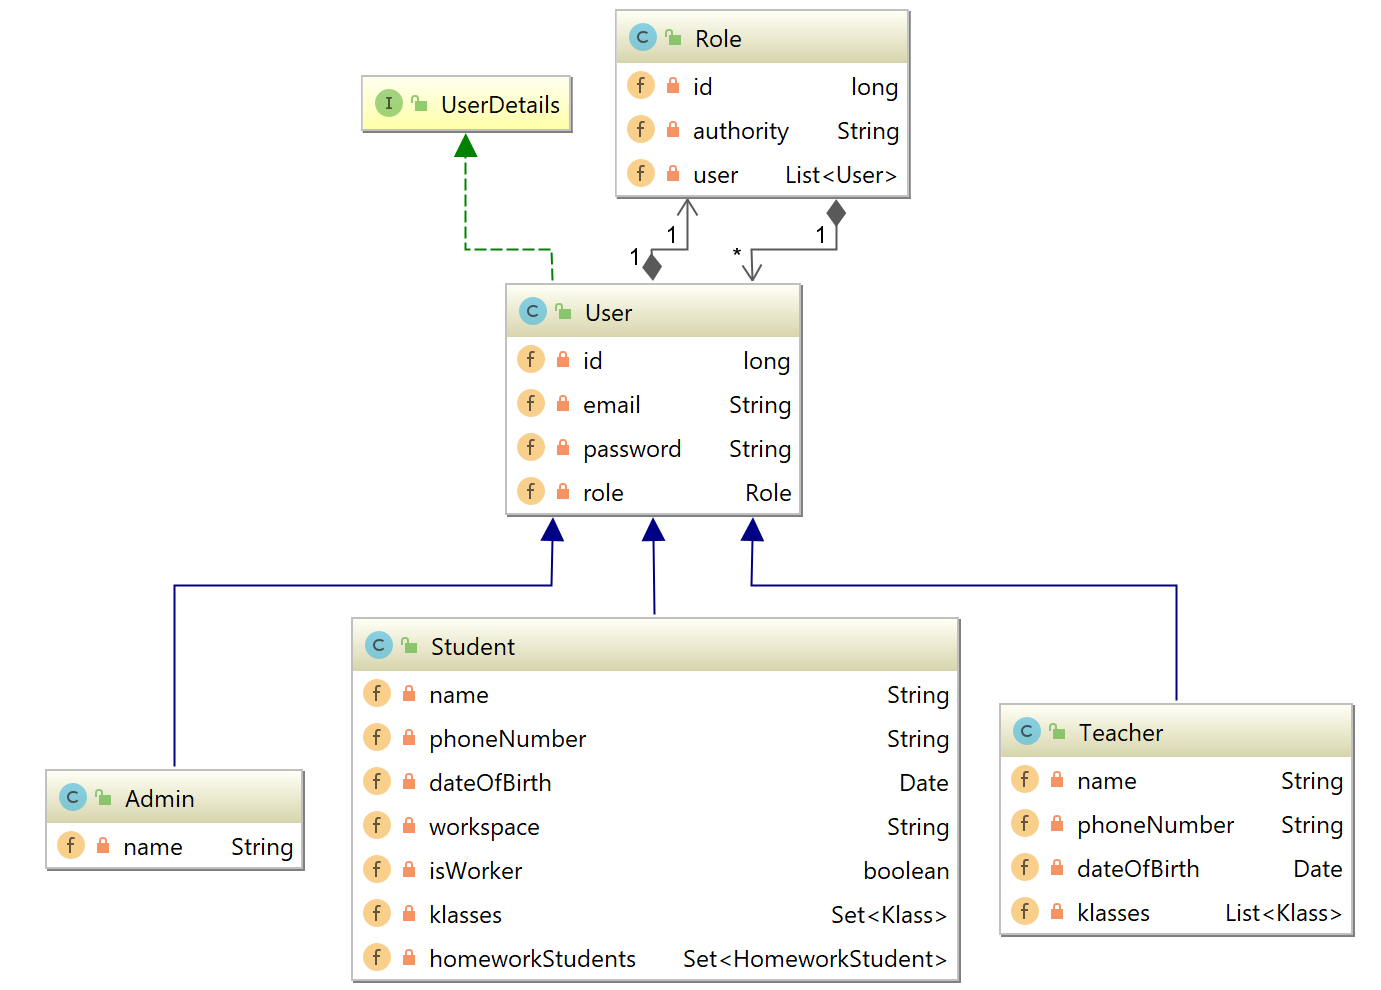 C Role
f id long
f authority String
f user List<User>
I UserDetails
1
1
1
*
C User
f id long
f email String
f password String
f role Role
C Student
f name String
f phoneNumber String
f dateOfBirth Date
f workspace String
f isWorker boolean
f klasses Set<Klass>
f homeworkStudents Set<HomeworkStudent>
C Teacher
f name String
f phoneNumber String
f dateOfBirth Date
f klasses List<Klass>
C Admin
f name String